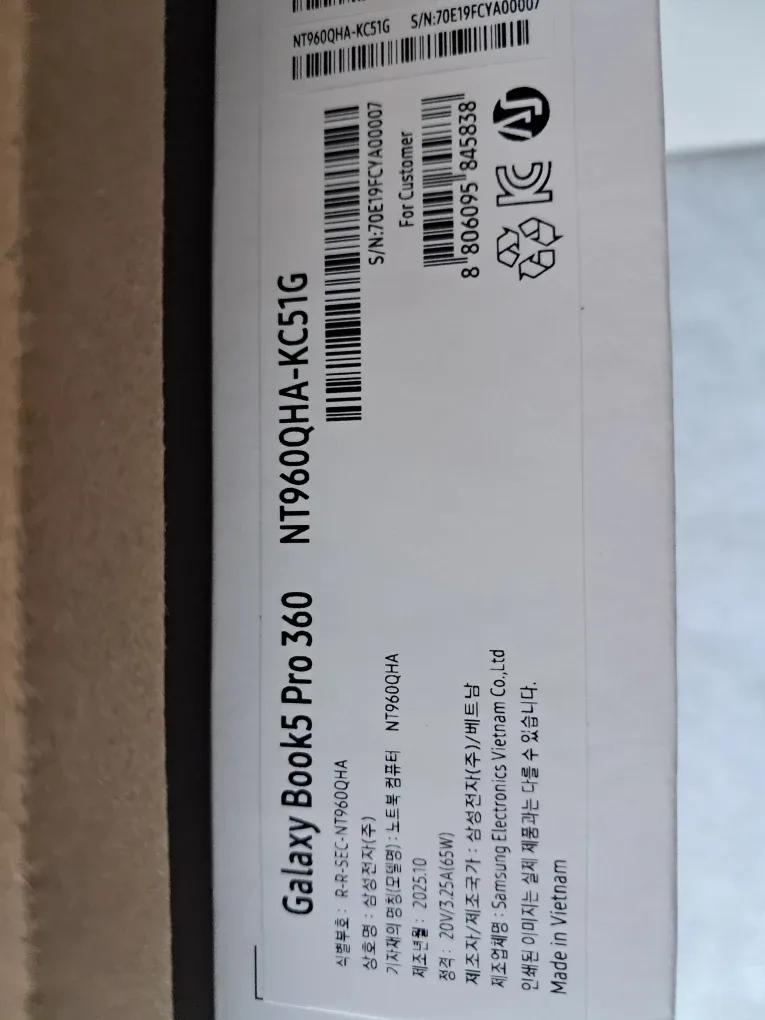 NT960QHA-KC51G S/N:70E19FCYA00007
Galaxy Book5 Pro 360 NT960QHA-KC51G
식별부호 : R-R-SEC-NT960QHA
상호명 : 삼성전자(주)
기자재의 명칭(모델명) : 노트북 컴퓨터 NT960QHA
제조년월 : 2025.10
정격 : 20V/3.25A(65W)
제조자/제조국가 : 삼성전자(주)/베트남
제조업체명 : Samsung Electronics Vietnam Co.,Ltd
인쇄된 이미지는 실제 제품과는 다를 수 있습니다.
Made in Vietnam
S/N:70E19FCYA00007
For Customer
8 806095 845838